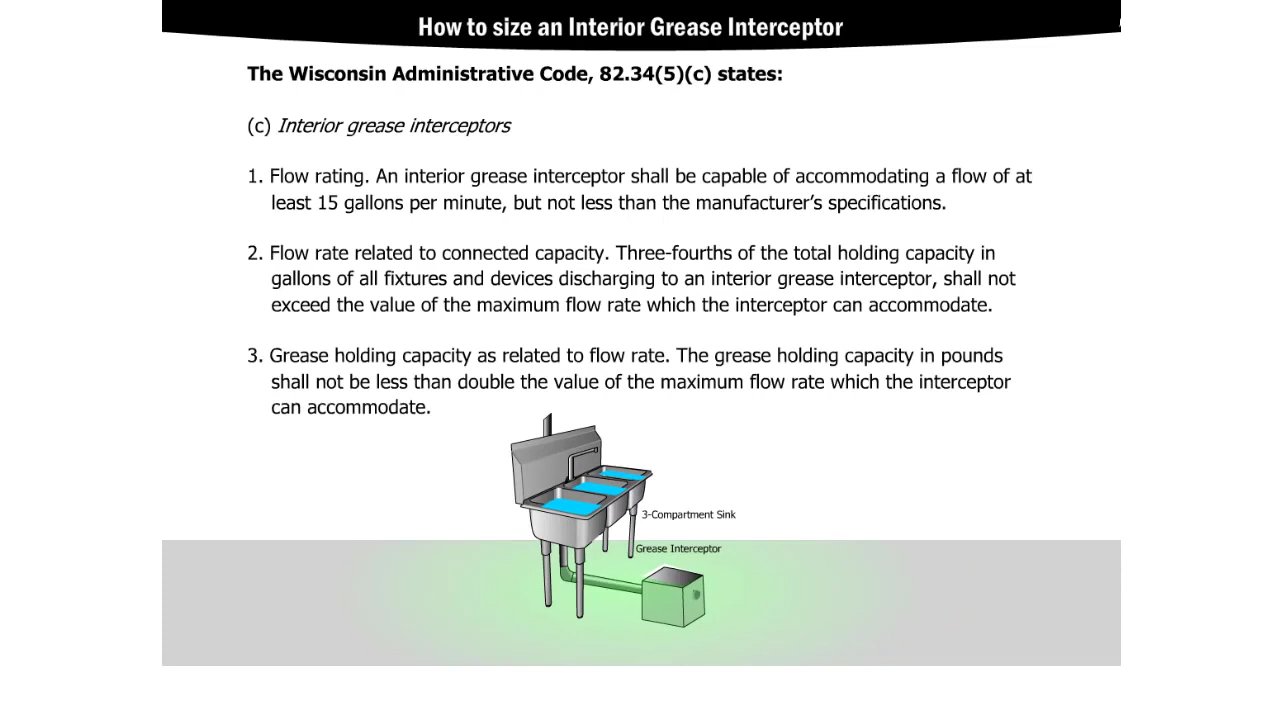 How to size an Interior Grease Interceptor
The Wisconsin Administrative Code, 82.34(5)(c) states:
(c) Interior grease interceptors
1. Flow rating. An interior grease interceptor shall be capable of accommodating a flow of at
least 15 gallons per minute, but not less than the manufacturer’s specifications.
2. Flow rate related to connected capacity. Three-fourths of the total holding capacity in
gallons of all fixtures and devices discharging to an interior grease interceptor, shall not
exceed the value of the maximum flow rate which the interceptor can accommodate.
3. Grease holding capacity as related to flow rate. The grease holding capacity in pounds
shall not be less than double the value of the maximum flow rate which the interceptor
can accommodate.
3-Compartment Sink
Grease Interceptor